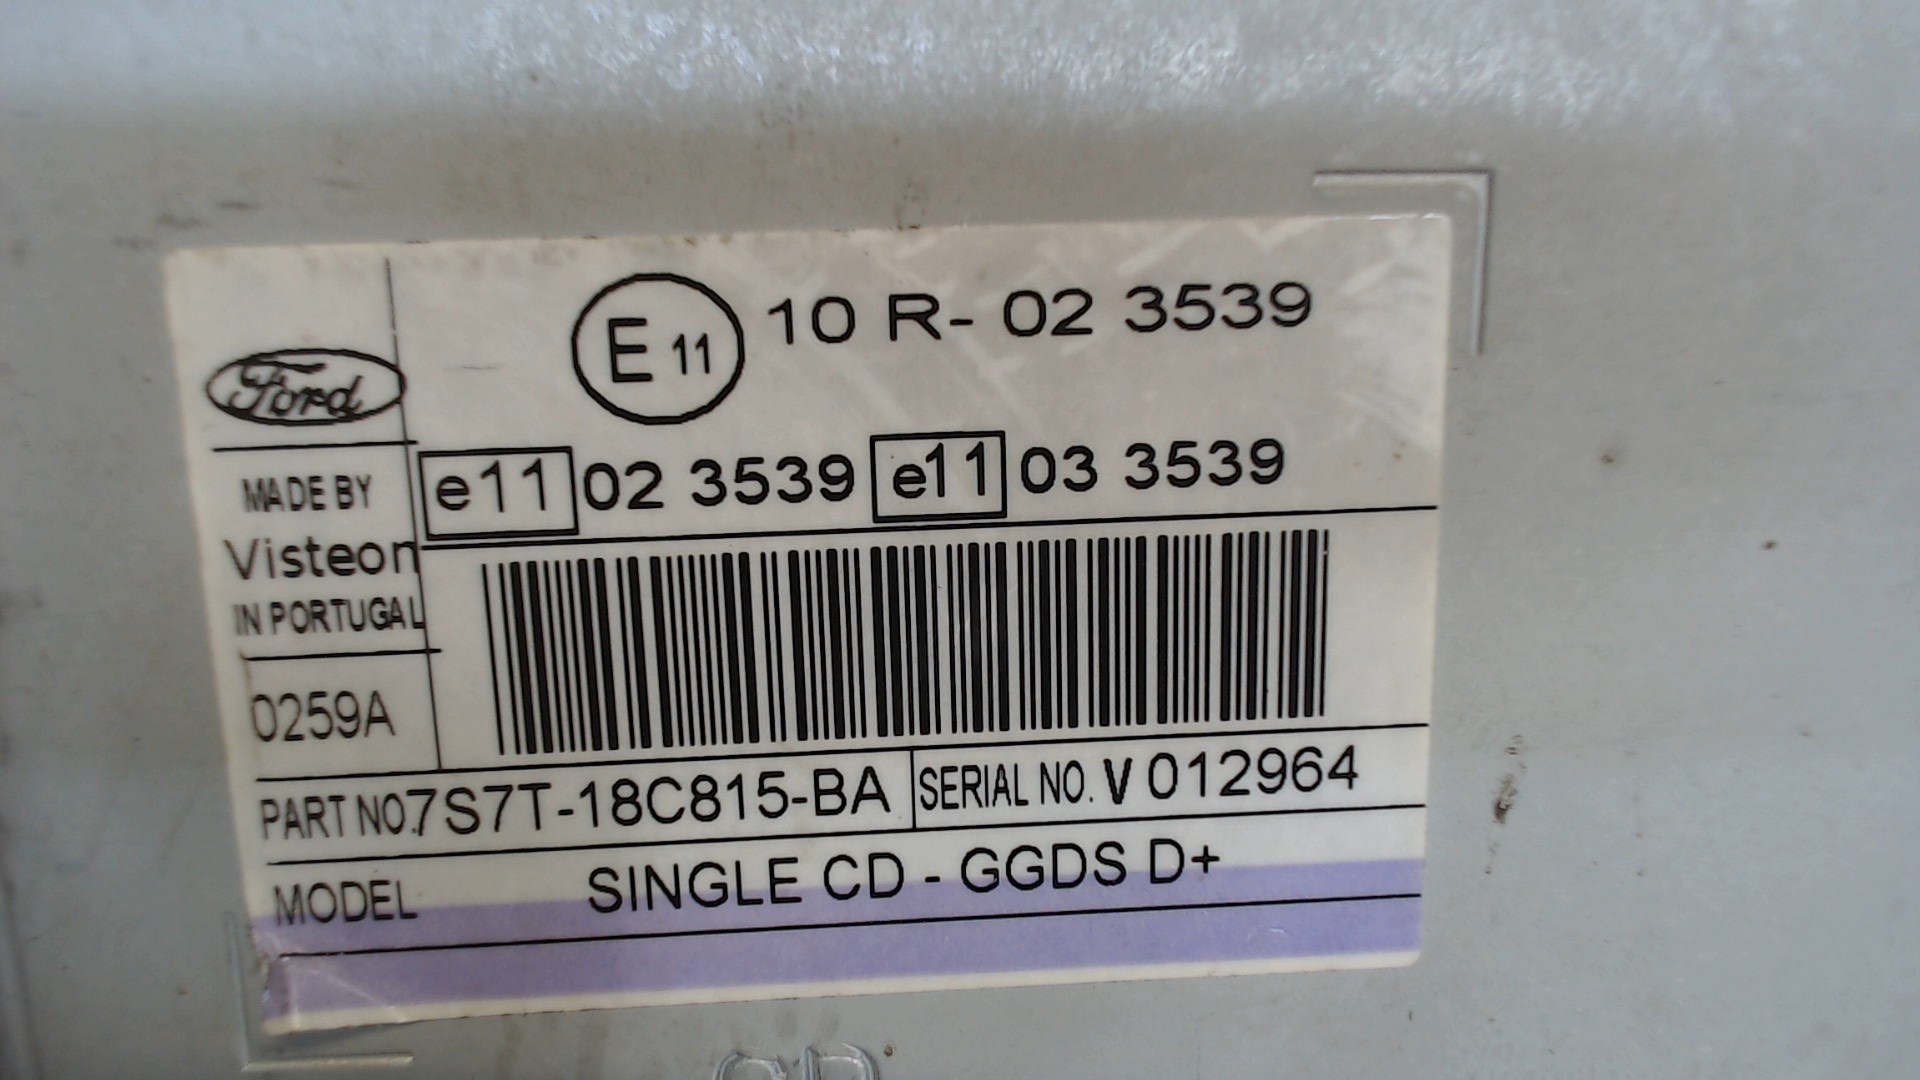 E 11 10 R- 02 3539
Ford
e11 02 3539 e11 03 3539
MADE BY
Visteon
IN PORTUGAL
0259A
PART NO.7S7T-18C815-BA SERIAL NO. V 012964
MODEL SINGLE CD - GGDS D+